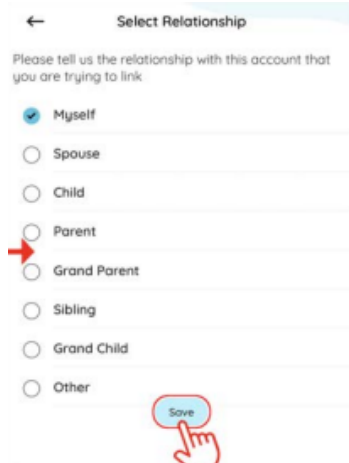 Select Relationship
Please tell us the relationship with this account that
you are trying to link
Myself
Spouse
Child
Parent
Grand Parent
Sibling
Grand Child
Other
Save